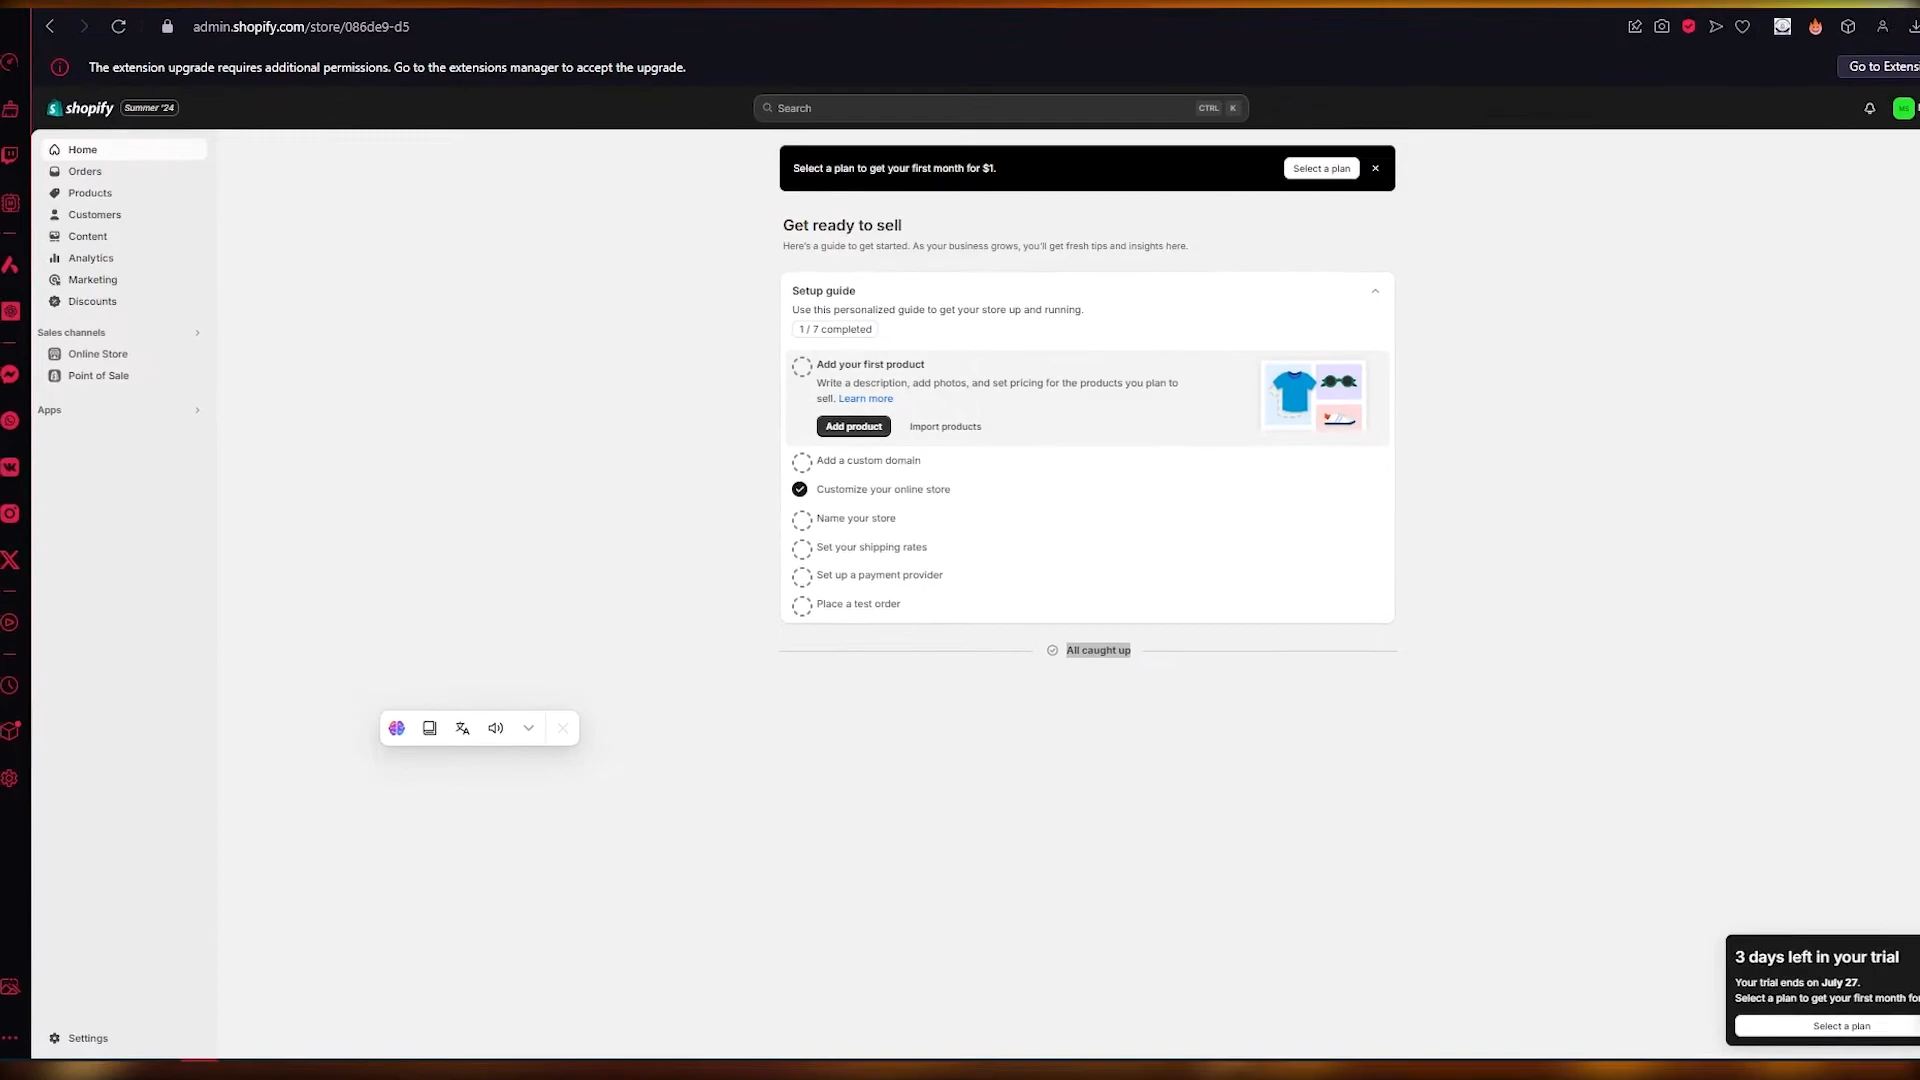 admin.shopify.com/store/086de9-d5
The extension upgrade requires additional permissions. Go to the extensions manager to accept the upgrade.
Go to Extensi
shopify
Summer '24
Search
CTRL K
MS
Home
Orders
Products
Customers
Content
Analytics
Marketing
Discounts
Sales channels
Online Store
Point of Sale
Apps
Settings
Select a plan to get your first month for $1.
Select a plan
Get ready to sell
Here's a guide to get started. As your business grows, you'll get fresh tips and insights here.
Setup guide
Use this personalized guide to get your store up and running.
1 / 7 completed
Add your first product
Write a description, add photos, and set pricing for the products you plan to
sell. Learn more
Add product
Import products
Add a custom domain
Customize your online store
Name your store
Set your shipping rates
Set up a payment provider
Place a test order
All caught up
3 days left in your trial
Your trial ends on July 27.
Select a plan to get your first month for
Select a plan